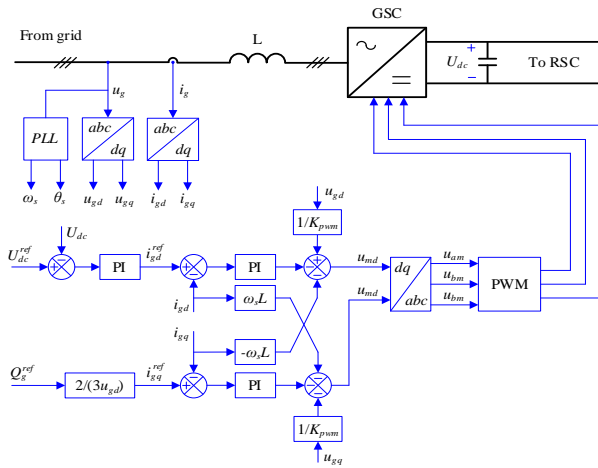 GSC
From grid
L
U_dc
+
−
To RSC
u_g
i_g
PLL
abc
dq
abc
dq
ω_s
θ_s
u_gd
u_gq
i_gd
i_gq
u_gd
1/K_pwm
U_dc
U_dc^ref
PI
i_gd^ref
PI
u_md
dq
abc
u_am
u_bm
u_bm
PWM
i_gd
ω_sL
i_gq
-ω_sL
u_md
Q_g^ref
2/(3u_gd)
i_gq^ref
PI
1/K_pwm
u_gq